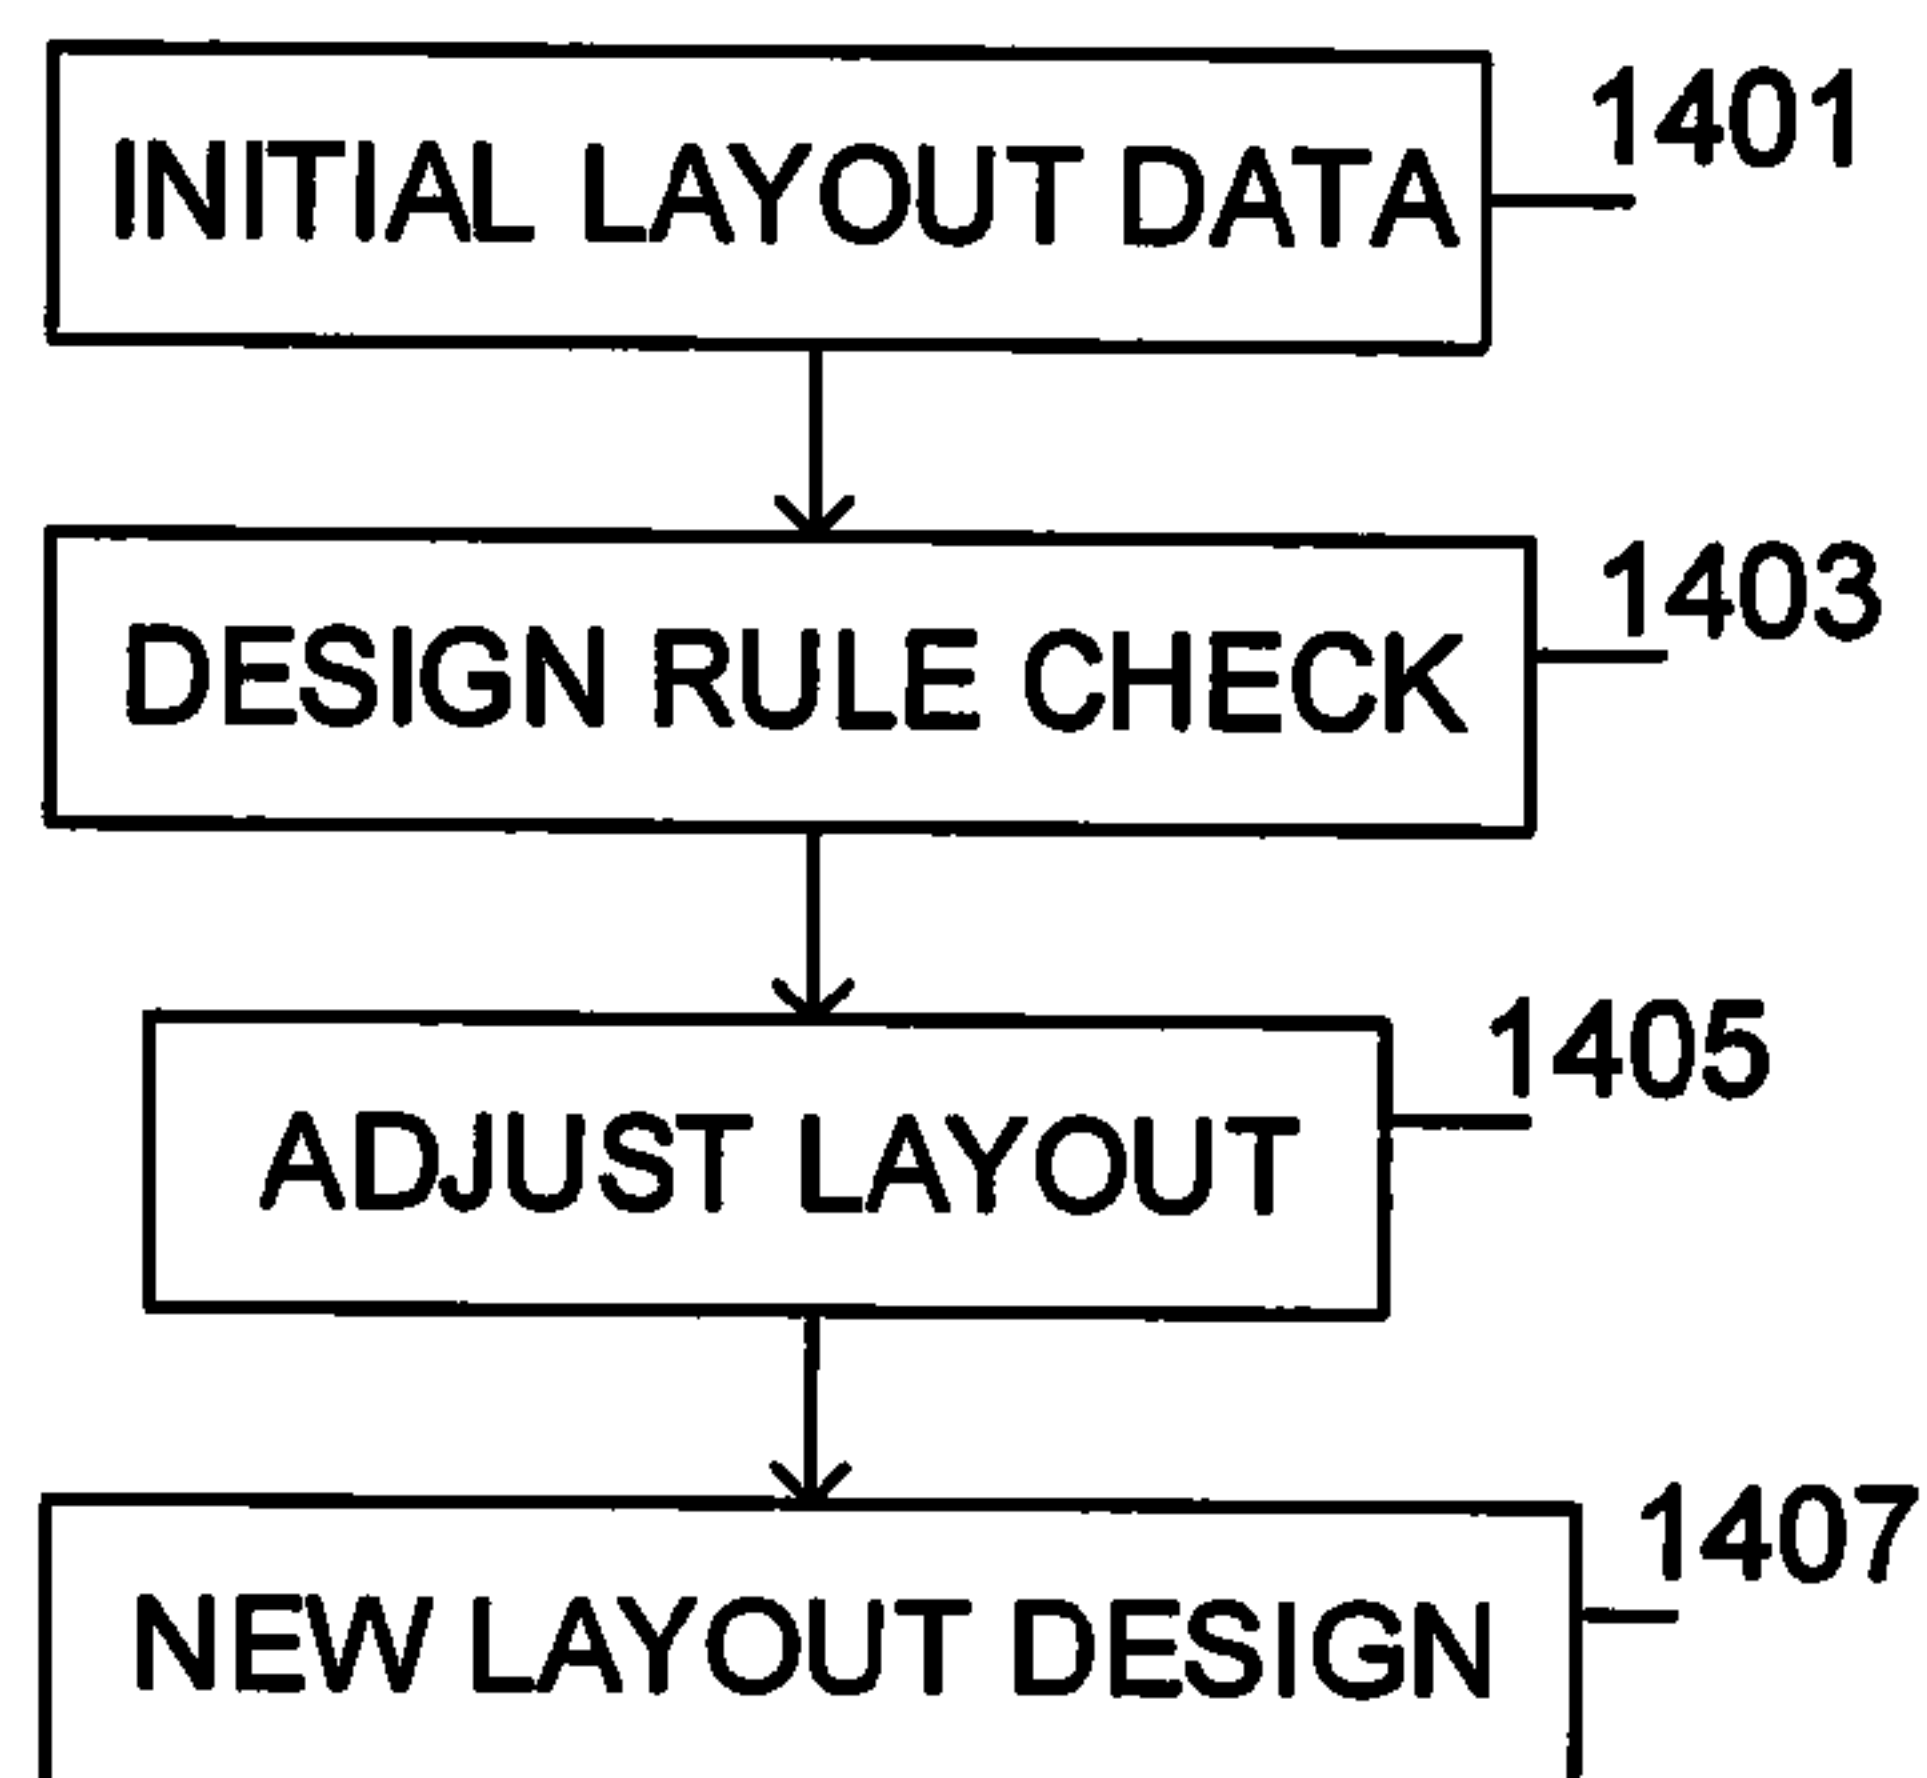 INITIAL LAYOUT DATA
1401
DESIGN RULE CHECK
1403
ADJUST LAYOUT
1405
NEW LAYOUT DESIGN
1407